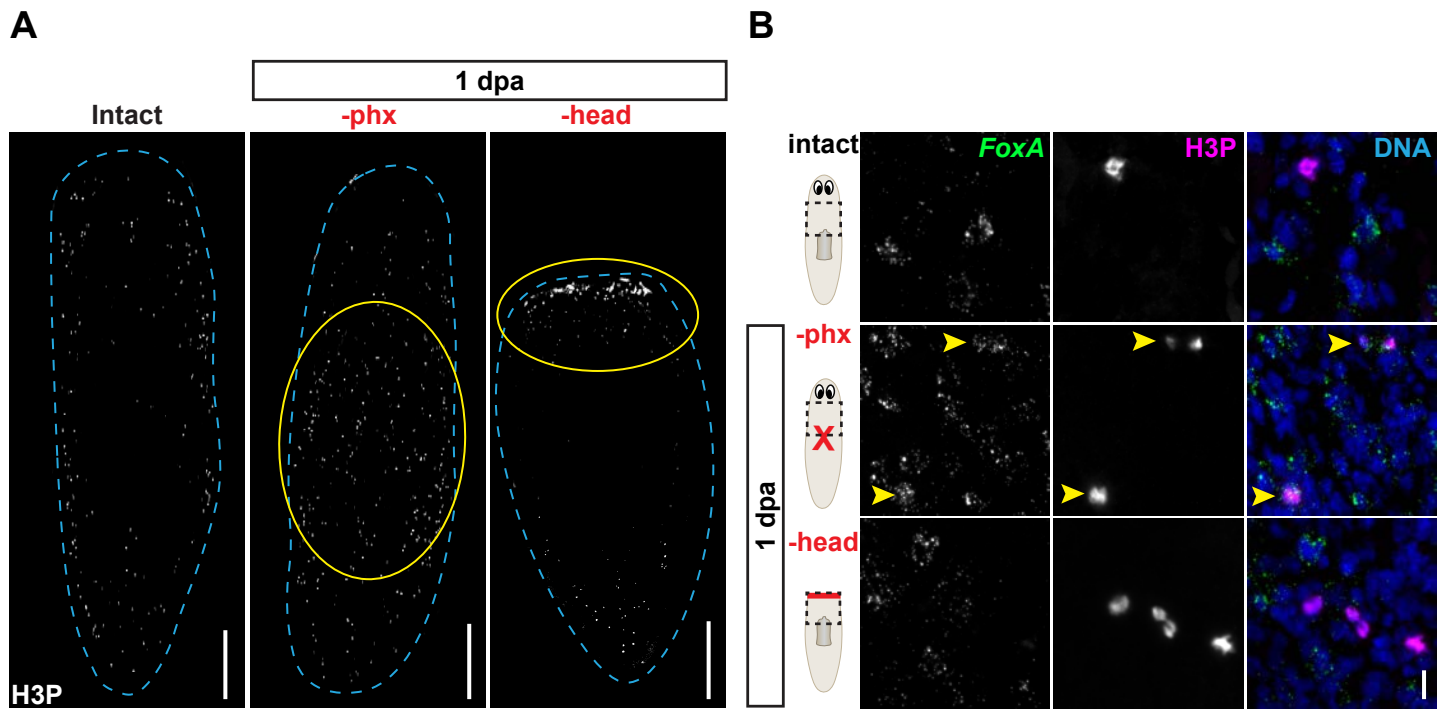 A
1 dpa
Intact
-phx
-head
H3P
B
intact
FoxA
H3P
DNA
-phx
X
1 dpa
-head